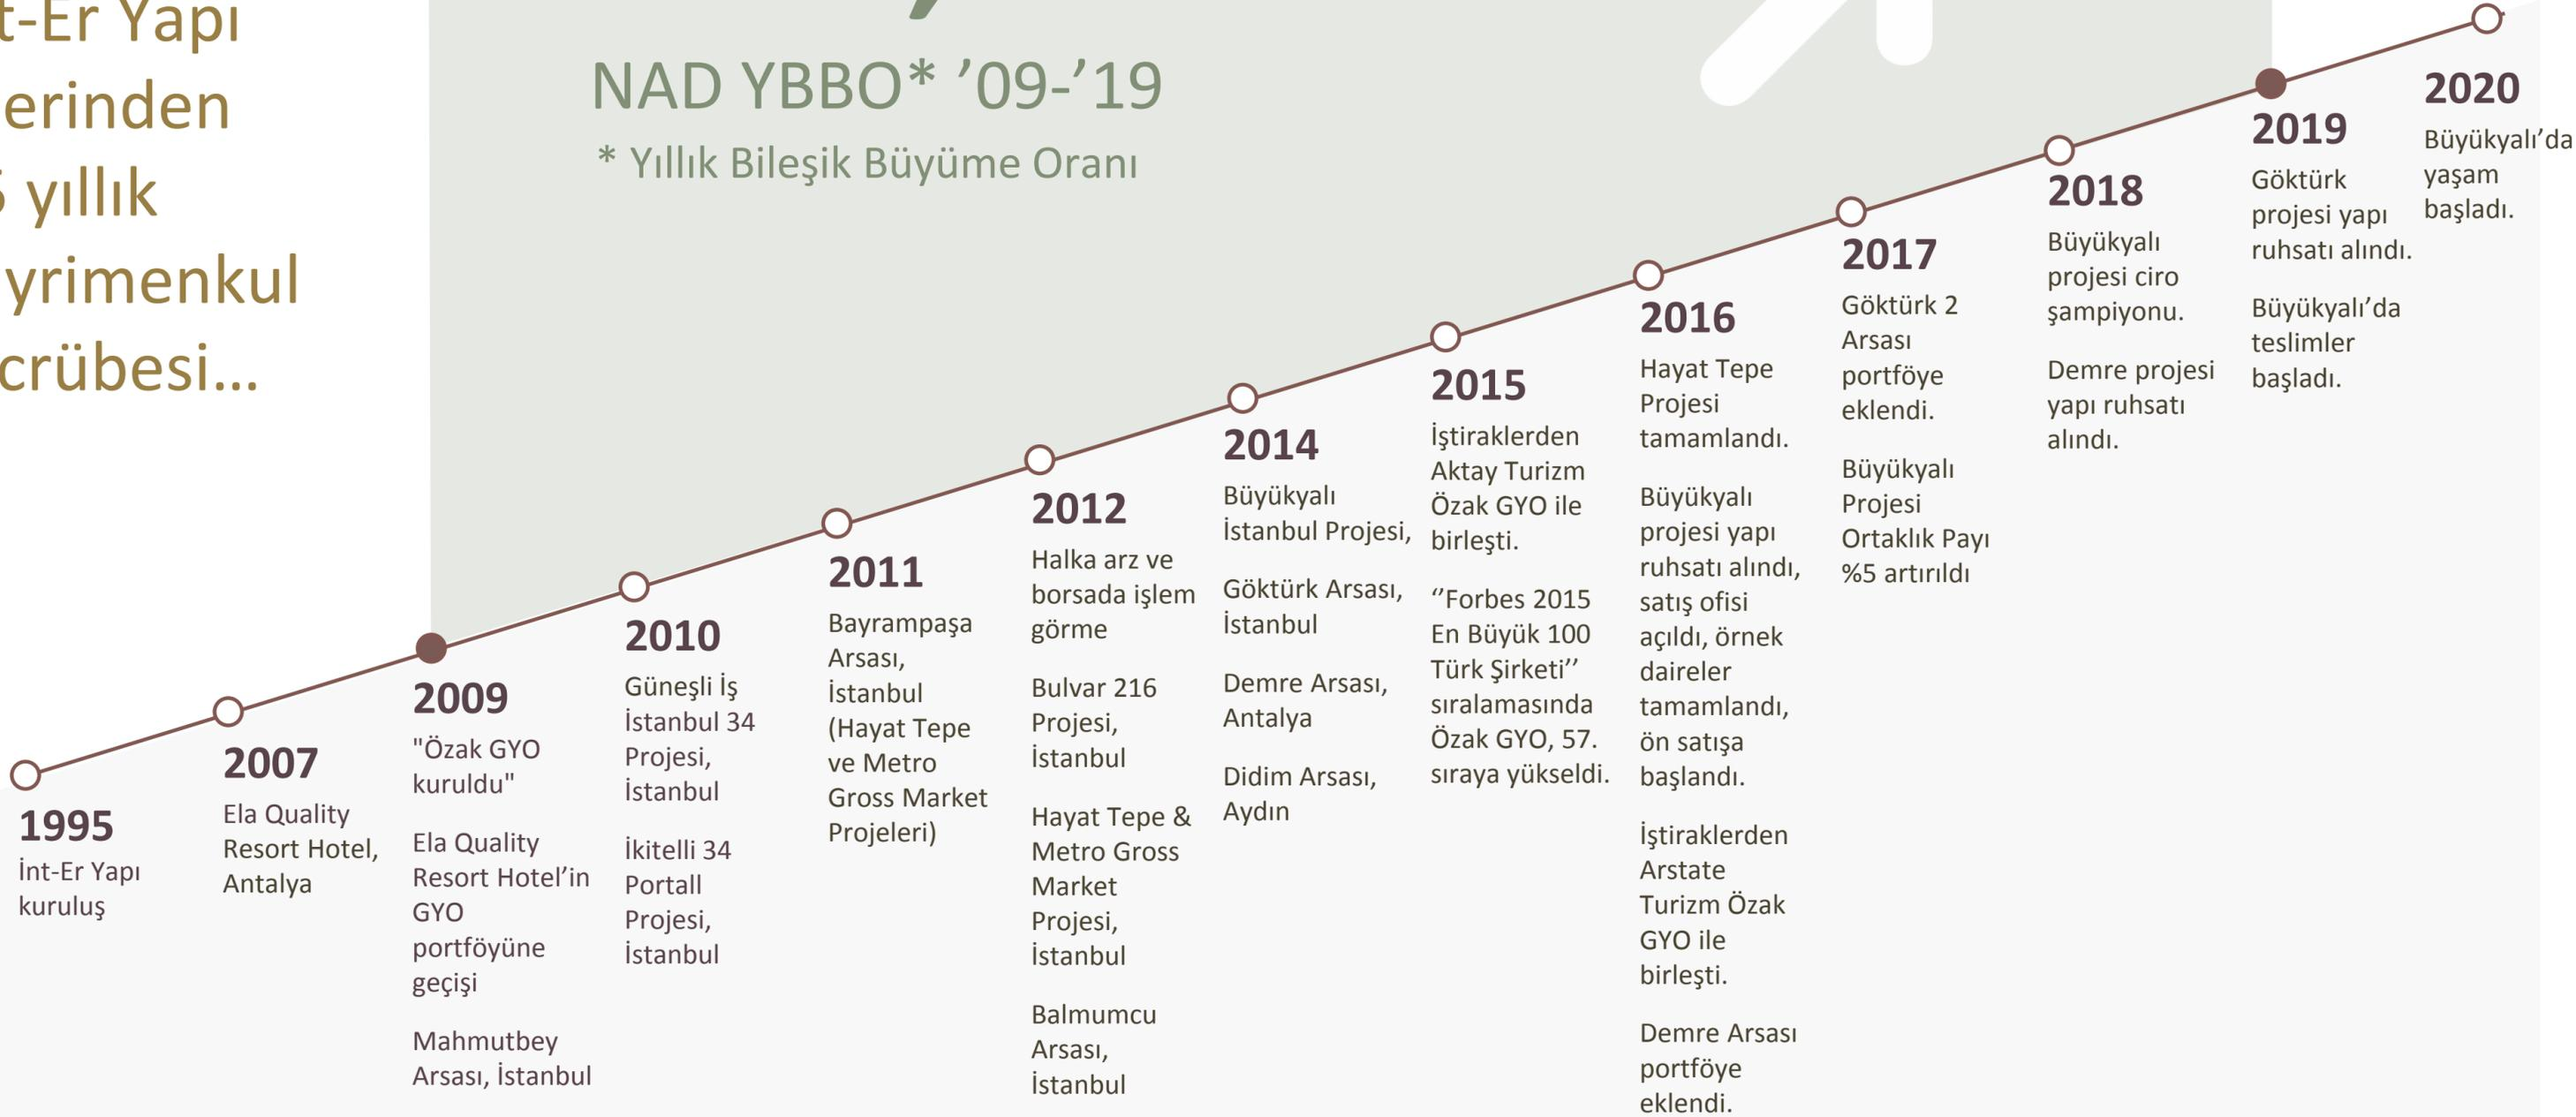 t-Er Yapı
erinden
yıllık
yrimenkul
crübesi...
NAD YBBO* ’09-’19
* Yıllık Bileşik Büyüme Oranı
1995
İnt-Er Yapı
kuruluş
2007
Ela Quality
Resort Hotel,
Antalya
2009
"Özak GYO
kuruldu"
Ela Quality
Resort Hotel’in
GYO
portföyüne
geçişi
Mahmutbey
Arsası, İstanbul
2010
Güneşli İş
İstanbul 34
Projesi,
İstanbul
İkitelli 34
Portall
Projesi,
İstanbul
2011
Bayrampaşa
Arsası,
İstanbul
(Hayat Tepe
ve Metro
Gross Market
Projeleri)
2012
Halka arz ve
borsada işlem
görme
Bulvar 216
Projesi,
İstanbul
Hayat Tepe &
Metro Gross
Market
Projesi,
İstanbul
Balmumcu
Arsası,
İstanbul
2014
Büyükyalı
İstanbul Projesi,
Göktürk Arsası,
İstanbul
Demre Arsası,
Antalya
Didim Arsası,
Aydın
2015
İştiraklerden
Aktay Turizm
Özak GYO ile
birleşti.
‘’Forbes 2015
En Büyük 100
Türk Şirketi’’
sıralamasında
Özak GYO, 57.
sıraya yükseldi.
2016
Hayat Tepe
Projesi
tamamlandı.
Büyükyalı
projesi yapı
ruhsatı alındı,
satış ofisi
açıldı, örnek
daireler
tamamlandı,
ön satışa
başlandı.
İştiraklerden
Arstate
Turizm Özak
GYO ile
birleşti.
Demre Arsası
portföye
eklendi.
2017
Göktürk 2
Arsası
portföye
eklendi.
Büyükyalı
Projesi
Ortaklık Payı
%5 artırıldı
2018
Büyükyalı
projesi ciro
şampiyonu.
Demre projesi
yapı ruhsatı
alındı.
2019
Göktürk
projesi yapı
ruhsatı alındı.
Büyükyalı’da
teslimler
başladı.
2020
Büyükyalı’da
yaşam
başladı.